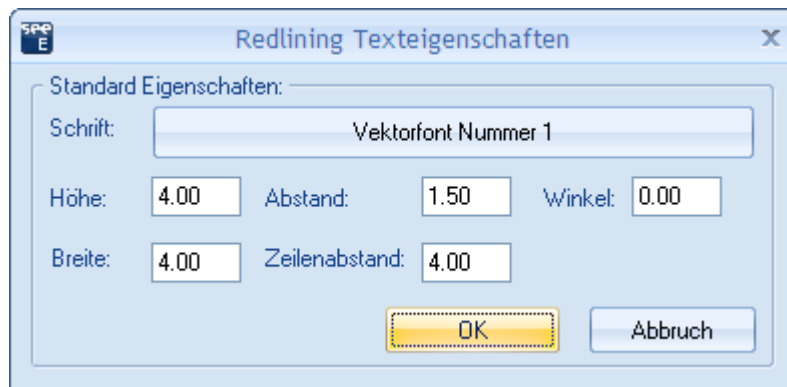 see
E
Redlining Texteigenschaften
Standard Eigenschaften:
Schrift: Vektorfont Nummer 1
Höhe: 4.00 Abstand: 1.50 Winkel: 0.00
Breite: 4.00 Zeilenabstand: 4.00
OK Abbruch